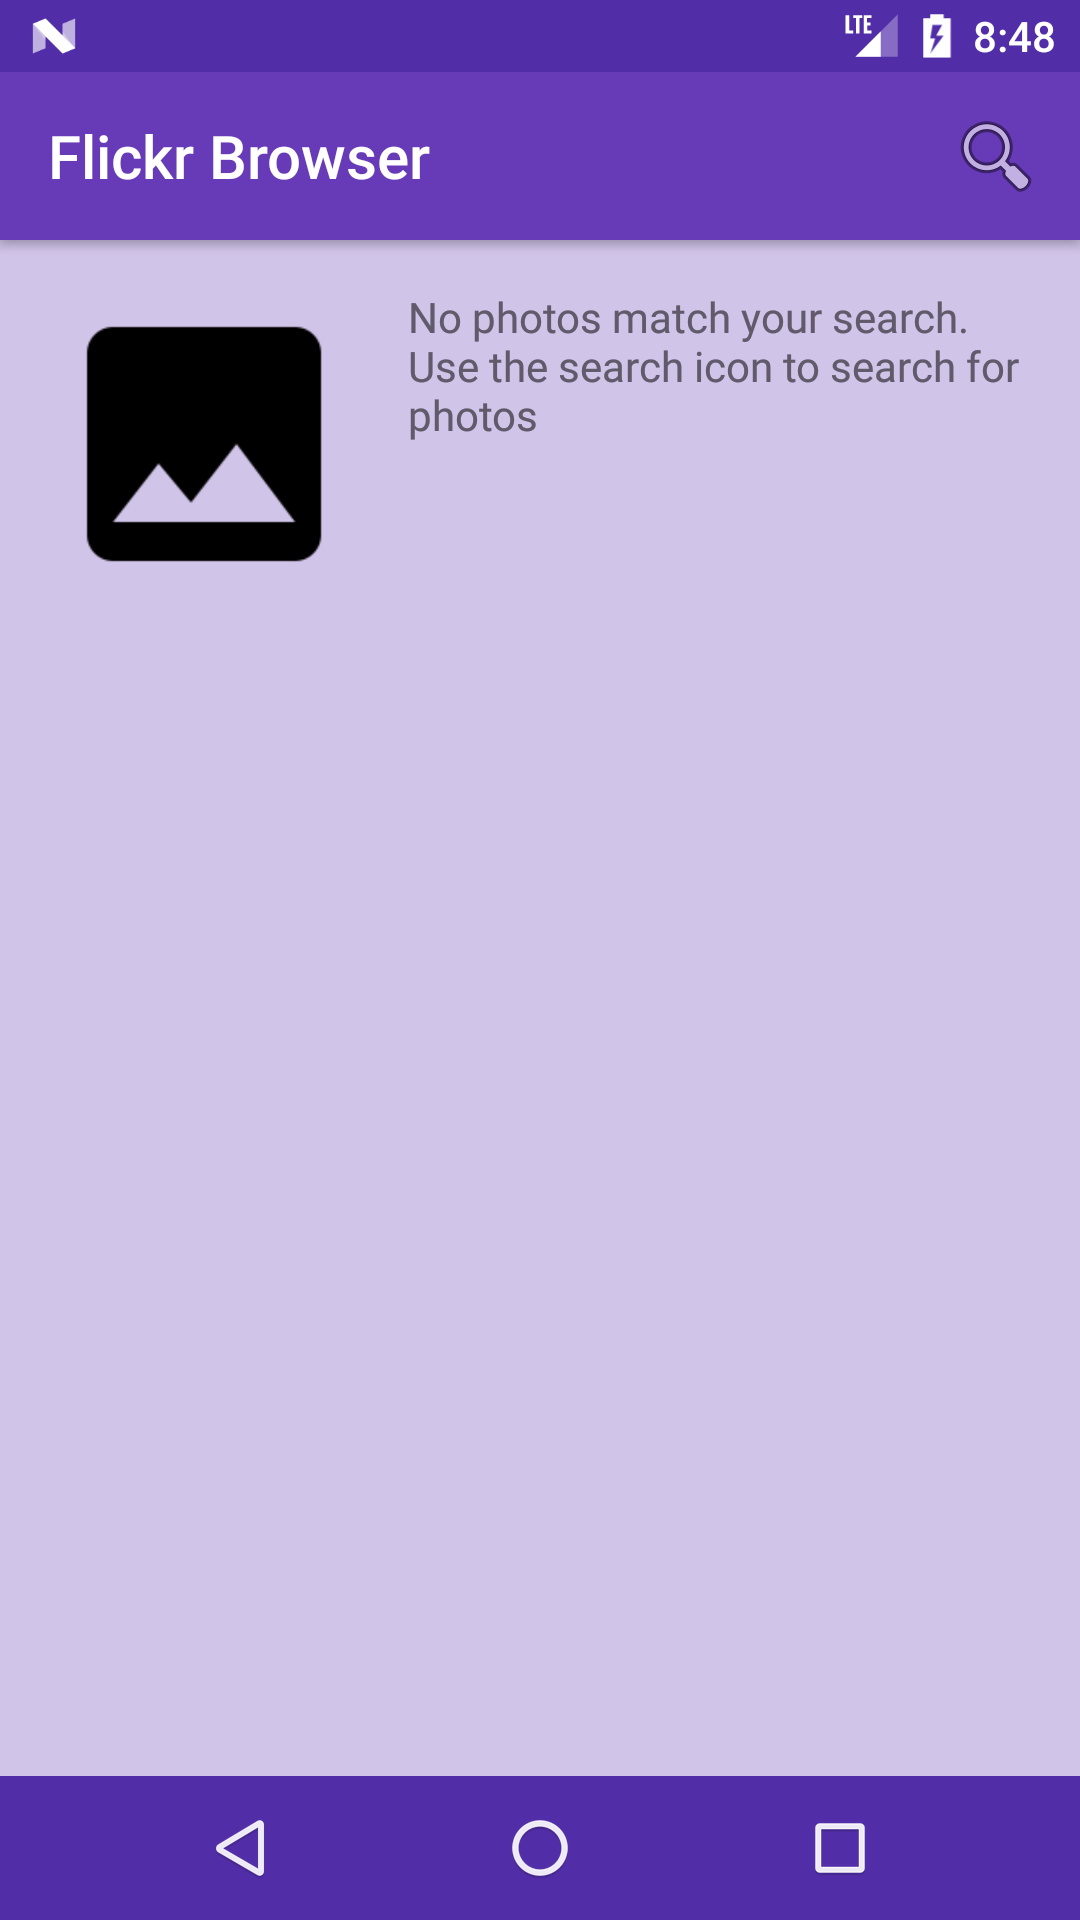 LTE 8:48
Flickr Browser
No photos match your search.
Use the search icon to search for
photos